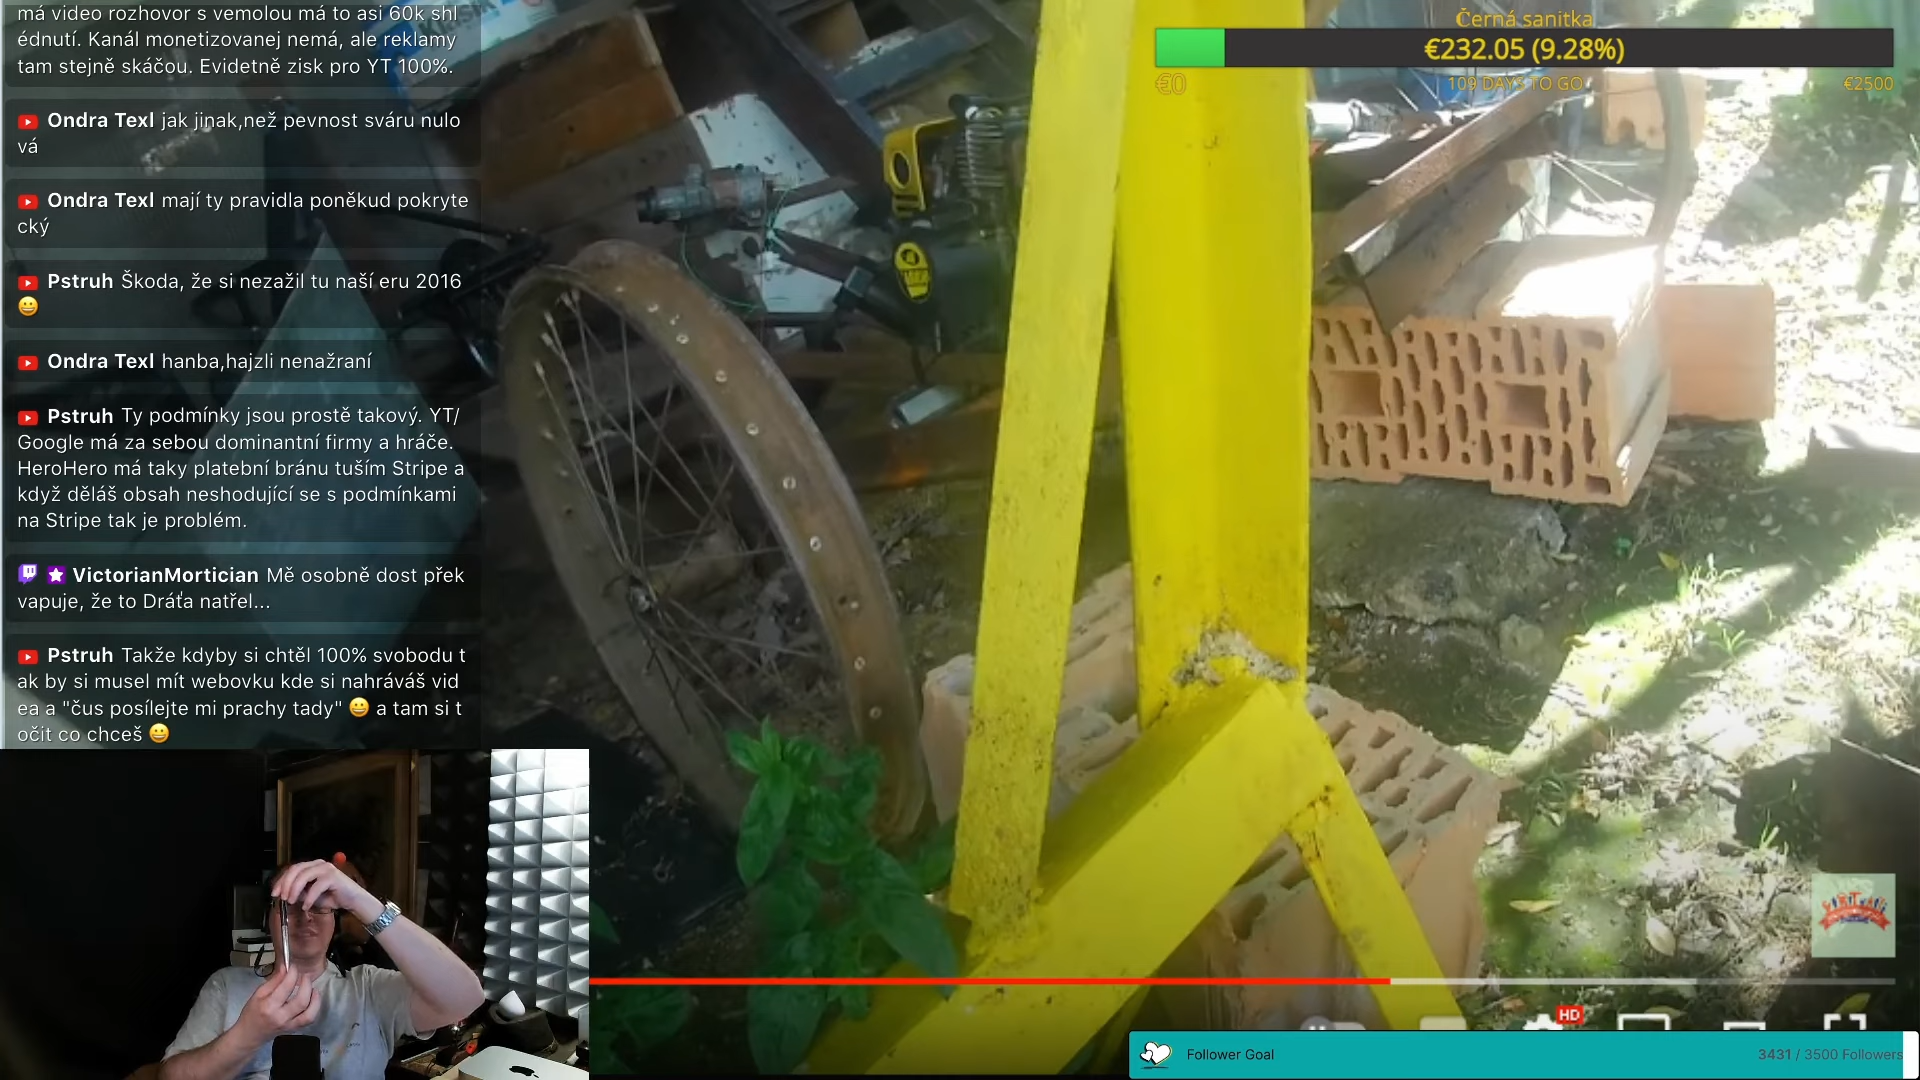 má video rozhovor s vemolou má to asi 60k shl
édnutí. Kanál monetizovanej nemá, ale reklamy
tam stejně skáčou. Evidetně zisk pro YT 100%.
Ondra Texl jak jinak,než pevnost sváru nulo
vá
Ondra Texl mají ty pravidla poněkud pokryte
cký
Pstruh Škoda, že si nezažil tu naší eru 2016
😀
Ondra Texl hanba,hajzli nenažraní
Pstruh Ty podmínky jsou prostě takový. YT/
Google má za sebou dominantní firmy a hráče.
HeroHero má taky platební bránu tuším Stripe a
když děláš obsah neshodující se s podmínkami
na Stripe tak je problém.
VictorianMortician Mě osobně dost přek
vapuje, že to Dráťa natřel...
Pstruh Takže kdyby si chtěl 100% svobodu t
ak by si musel mít webovku kde si nahráváš vid
ea a "čus posílejte mi prachy tady" 😀 a tam si t
očit co chceš 😀
Černá sanitka
€232.05 (9.28%)
€0
109 DAYS TO GO
€2500
HD
Follower Goal
3431 / 3500 Followers